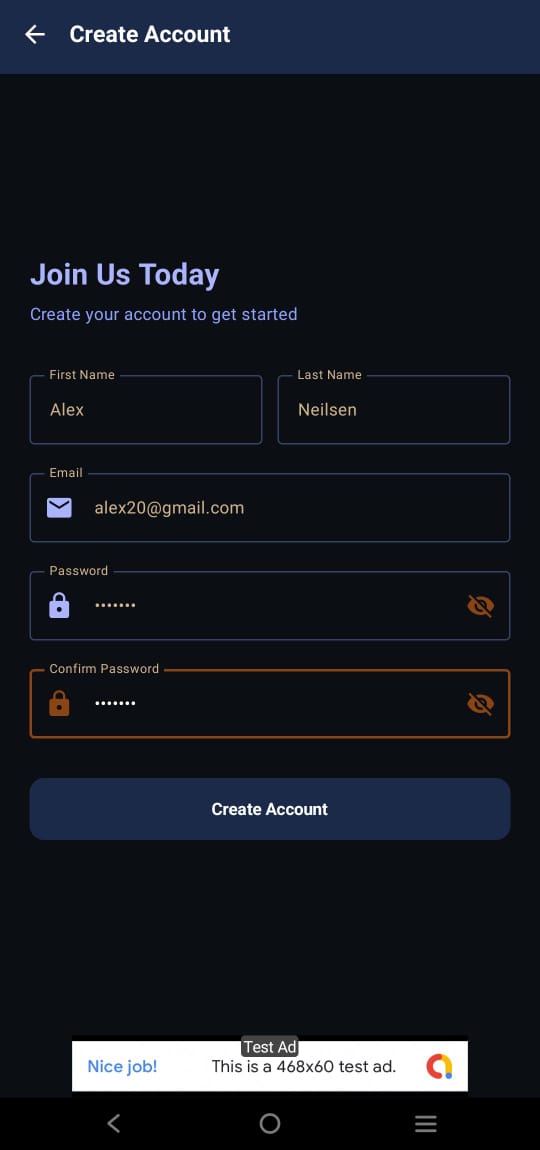 Create Account
Join Us Today
Create your account to get started
First Name
Last Name
Alex
Neilsen
Email
alex20@gmail.com
Password
•••••••
Confirm Password
•••••••
Create Account
Test Ad
Nice job! This is a 468x60 test ad.